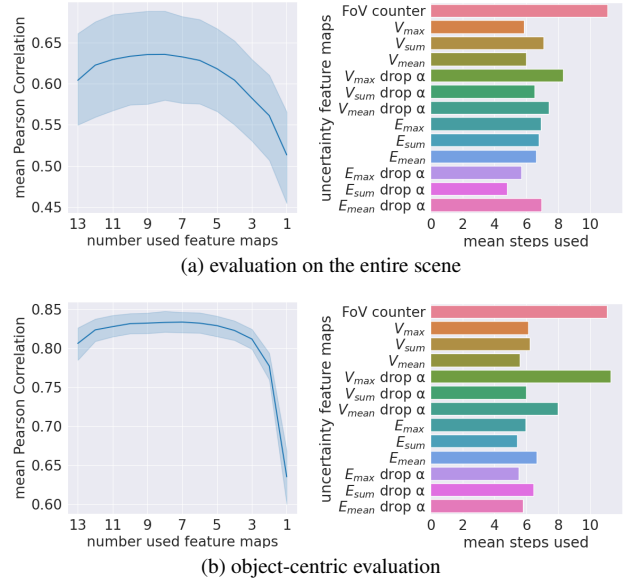 mean Pearson Correlation
0.65
0.60
0.55
0.50
0.45
13 11 9 7 5 3 1
number used feature maps
uncertainty feature maps
FoV counter
V_max
V_sum
V_mean
V_max drop α
V_sum drop α
V_mean drop α
E_max
E_sum
E_mean
E_max drop α
E_sum drop α
E_mean drop α
0 2 4 6 8 10
mean steps used
(a) evaluation on the entire scene
mean Pearson Correlation
0.85
0.80
0.75
0.70
0.65
0.60
13 11 9 7 5 3 1
number used feature maps
uncertainty feature maps
FoV counter
V_max
V_sum
V_mean
V_max drop α
V_sum drop α
V_mean drop α
E_max
E_sum
E_mean
E_max drop α
E_sum drop α
E_mean drop α
0 2 4 6 8 10
mean steps used
(b) object-centric evaluation